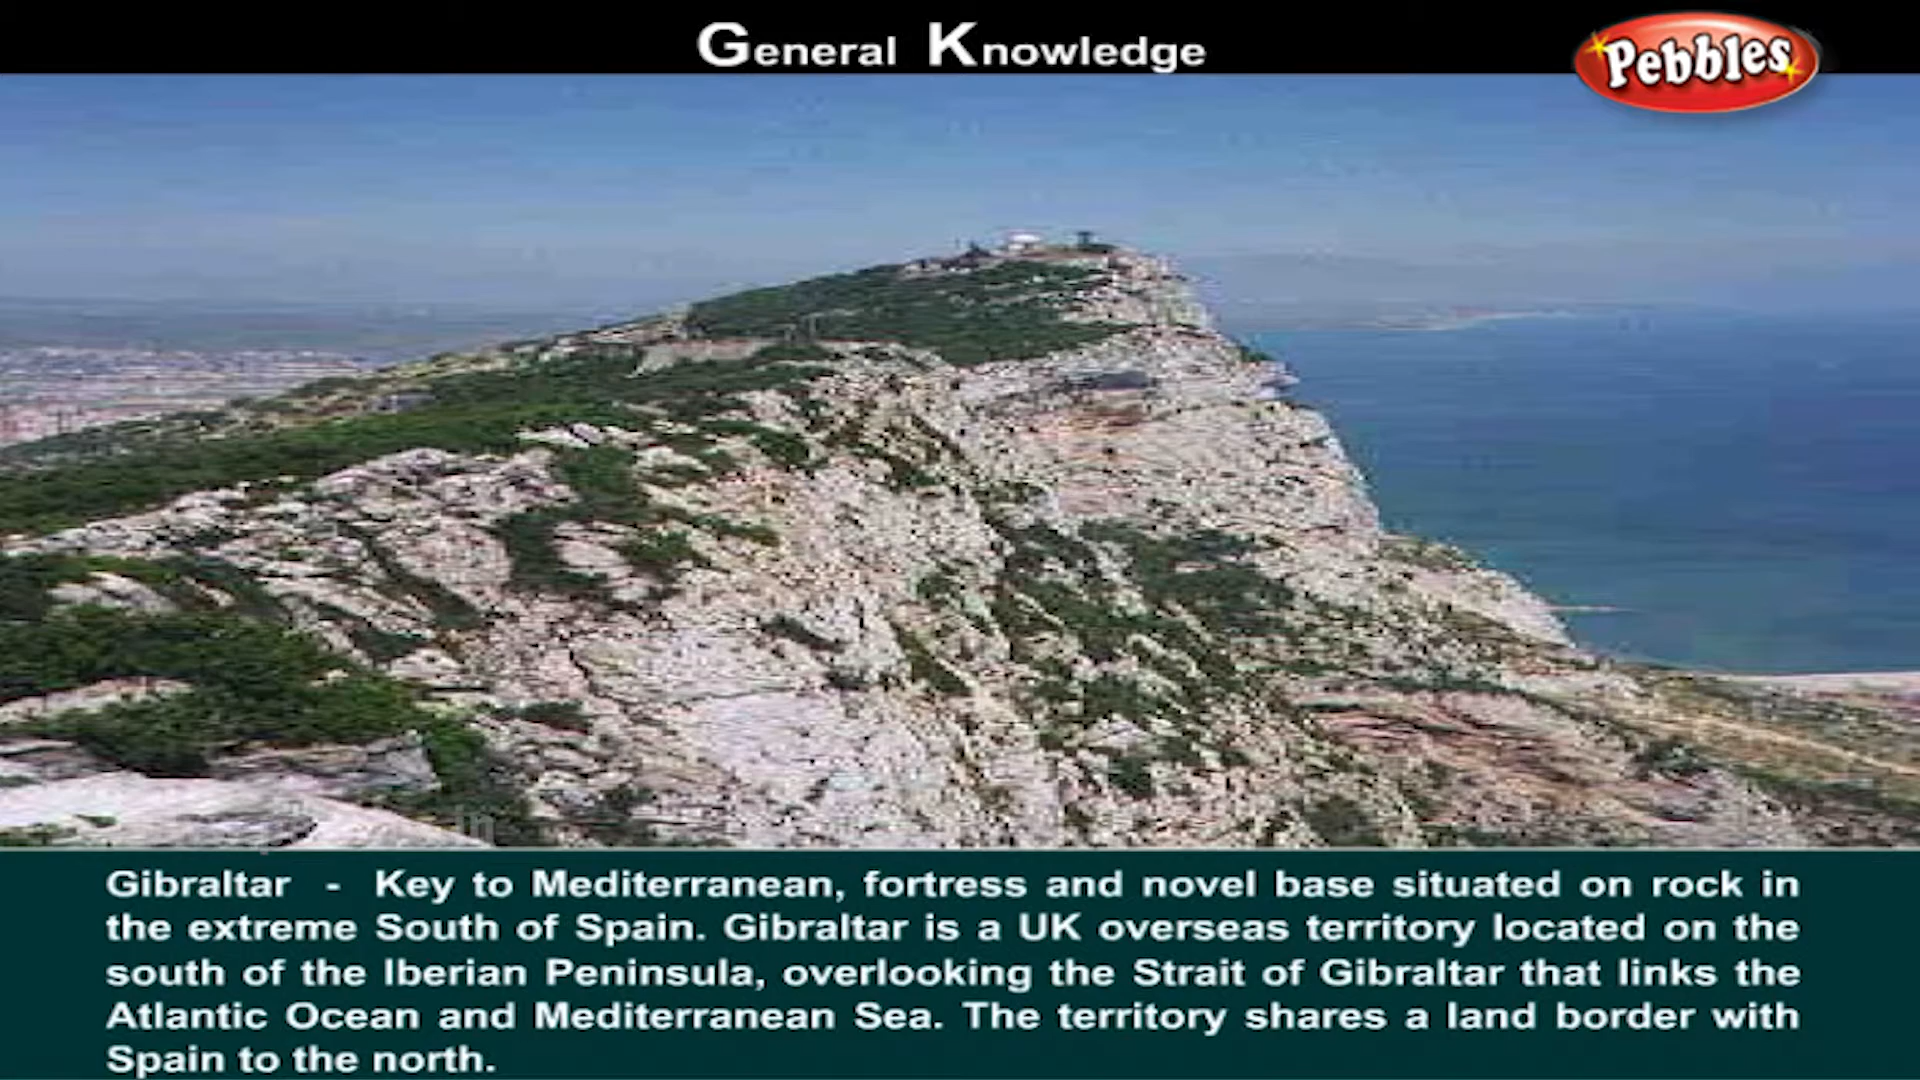 General Knowledge
Pebbles
Gibraltar - Key to Mediterranean, fortress and novel base situated on rock in
the extreme South of Spain. Gibraltar is a UK overseas territory located on the
south of the Iberian Peninsula, overlooking the Strait of Gibraltar that links the
Atlantic Ocean and Mediterranean Sea. The territory shares a land border with
Spain to the north.